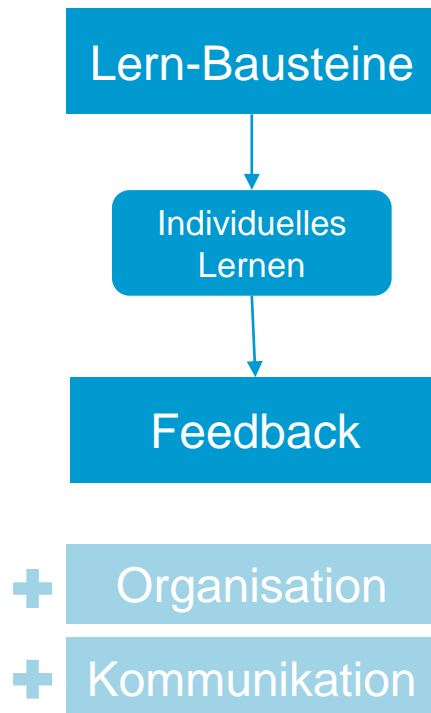 Lern-Bausteine
Individuelles
Lernen
Feedback
+ Organisation
+ Kommunikation